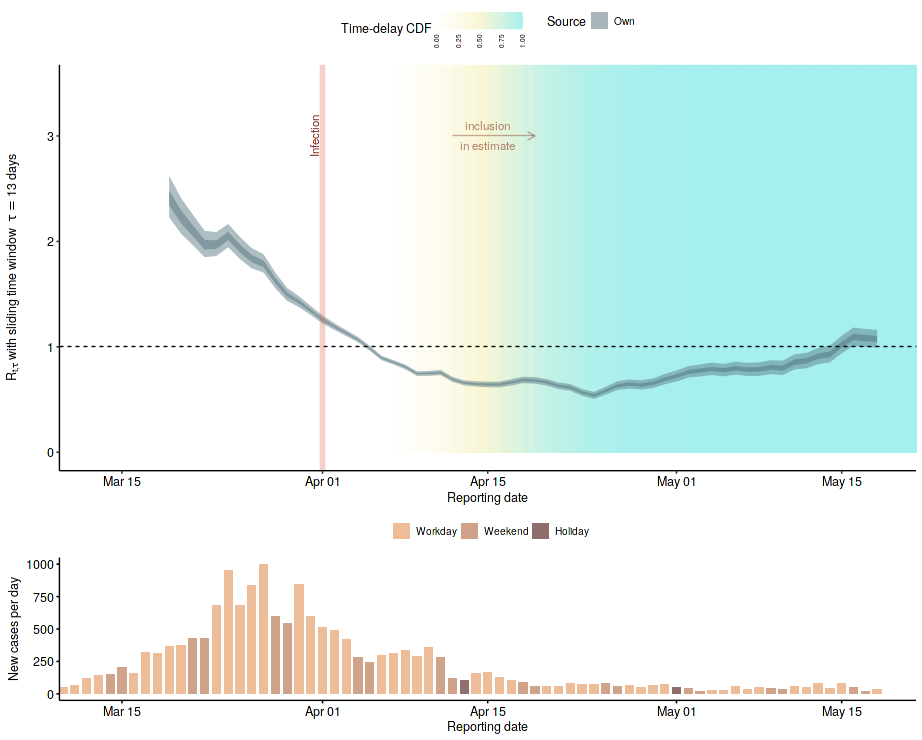 Time-delay CDF 0.00 0.25 0.50 0.75 1.00 Source Own
3
2
1
0
R t,τ with sliding time window τ = 13 days
Infection
inclusion
in estimate
Mar 15 Apr 01 Apr 15 May 01 May 15
Reporting date
Workday Weekend Holiday
1000
750
500
250
0
New cases per day
Mar 15 Apr 01 Apr 15 May 01 May 15
Reporting date